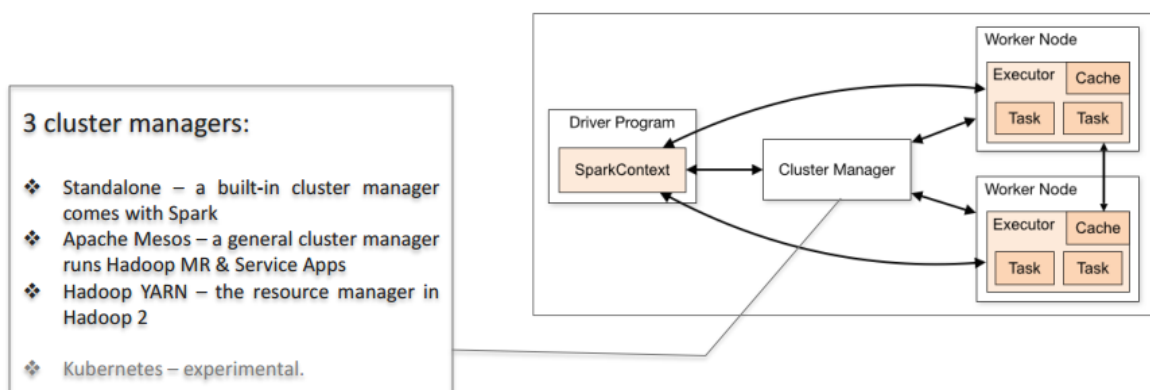 3 cluster managers:
❖ Standalone – a built-in cluster manager
comes with Spark
❖ Apache Mesos – a general cluster manager
runs Hadoop MR & Service Apps
❖ Hadoop YARN – the resource manager in
Hadoop 2
❖ Kubernetes – experimental.
Driver Program
SparkContext
Cluster Manager
Worker Node
Executor
Cache
Task
Task
Worker Node
Executor
Cache
Task
Task